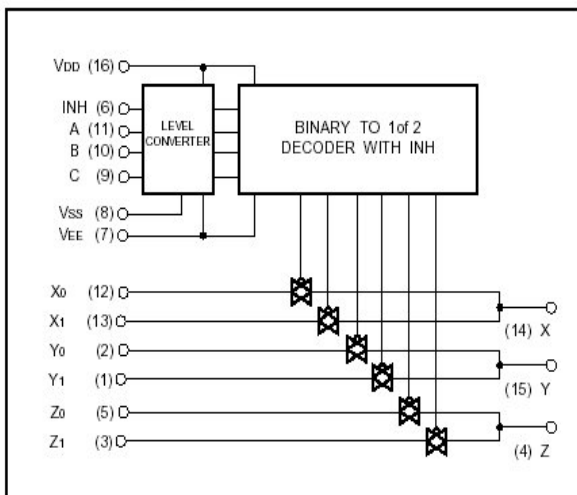 VDD (16)
INH (6)
A (11)
B (10)
C (9)
VSS (8)
VEE (7)
LEVEL
CONVERTER
BINARY TO 1of 2
DECODER WITH INH
X0 (12)
X1 (13)
Y0 (2)
Y1 (1)
Z0 (5)
Z1 (3)
(14) X
(15) Y
(4) Z